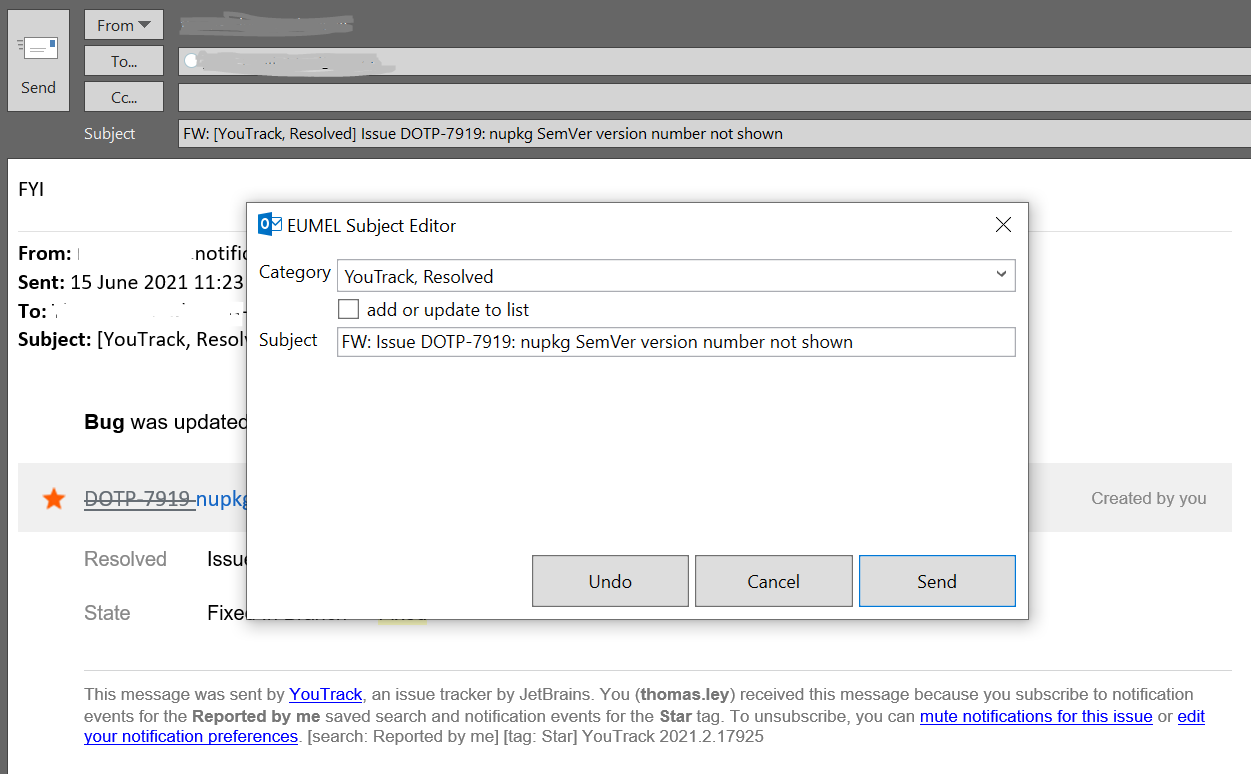 From
To...
Send
Cc...
Subject
FW: [YouTrack, Resolved] Issue DOTP-7919: nupkg SemVer version number not shown
FYI
From: .notific
Sent: 15 June 2021 11:23
To:
Subject: [YouTrack, Resolv
EUMEL Subject Editor
Category
YouTrack, Resolved
add or update to list
Subject
FW: Issue DOTP-7919: nupkg SemVer version number not shown
Undo
Cancel
Send
Bug was updated
DOTP-7919 nupkg
Created by you
Resolved
Issue
State
Fixed in Branch
Fixed
This message was sent by YouTrack, an issue tracker by JetBrains. You (thomas.ley) received this message because you subscribe to notification
events for the Reported by me saved search and notification events for the Star tag. To unsubscribe, you can mute notifications for this issue or edit
your notification preferences. [search: Reported by me] [tag: Star] YouTrack 2021.2.17925